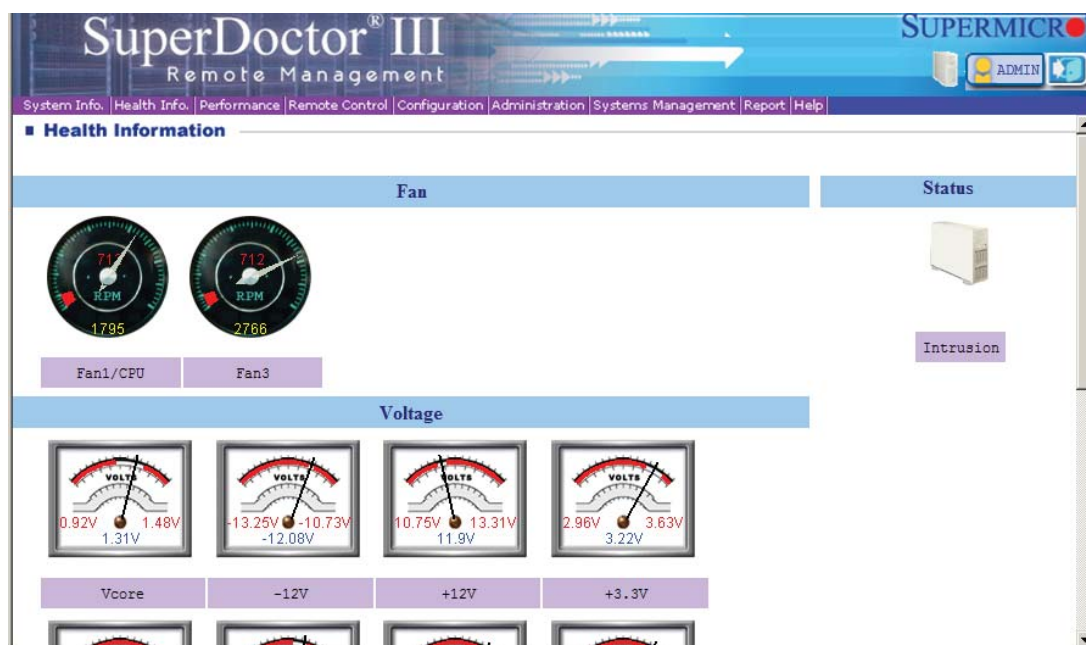 SuperDoctor® III
Remote Management
SUPERMICR
ADMIN
System Info. Health Info. Performance Remote Control Configuration Administration Systems Management Report Help
Health Information
Fan
Status
712
RPM
1795
712
RPM
2766
Fan1/CPU
Fan3
Intrusion
Voltage
VOLTS
0.92V 1.48V
1.31V
VOLTS
-13.25V -10.73V
-12.08V
VOLTS
10.75V 13.31V
11.9V
VOLTS
2.96V 3.63V
3.22V
Vcore
-12V
+12V
+3.3V